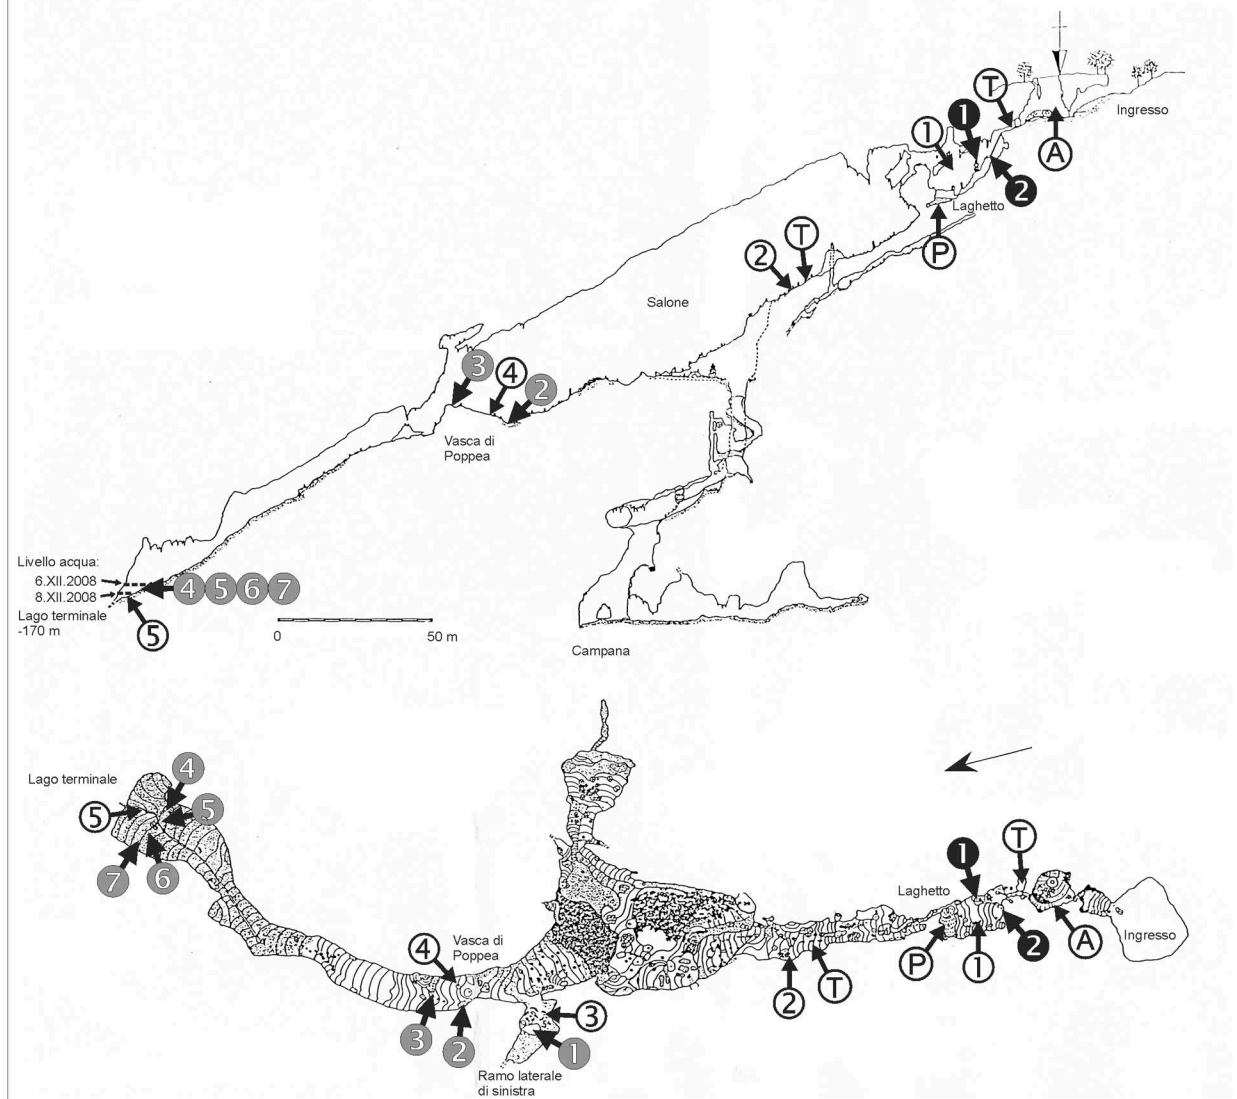 T
1
1
Ingresso
A
2
Laghetto
P
T
2
Salone
3
4
2
Vasca di
Poppea
Livello acqua:
6.XII.2008
8.XII.2008
4 5 6 7
Lago terminale
-170 m
5
0
50 m
Campana
Lago terminale
4
5
5
7
6
Vasca di
Poppea
4
3
2
3
1
Ramo laterale
di sinistra
Laghetto
1
T
P
1
2
A
Ingresso
2
T